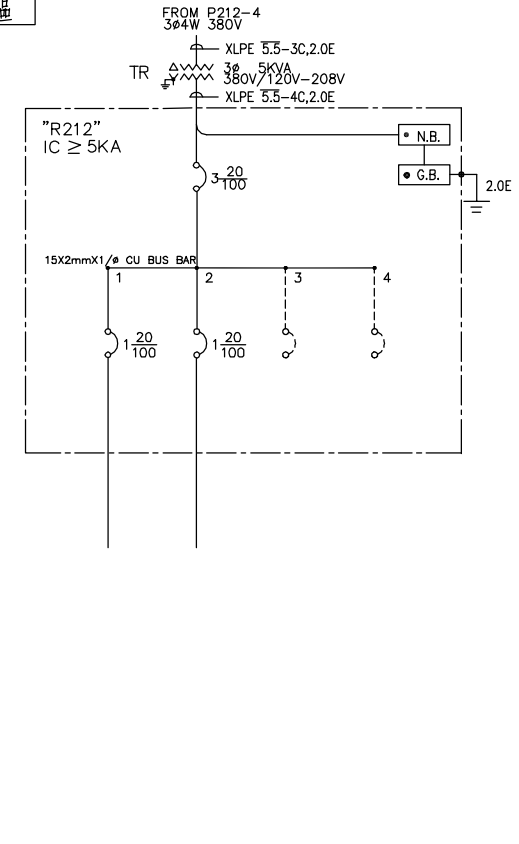 FROM P212-4
3ø4W 380V
XLPE 5.5-3C,2.0E
TR
3ø 5KVA
380V/120V-208V
XLPE 5.5-4C,2.0E
"R212"
IC ≥ 5KA
N.B.
G.B.
2.0E
3 20
100
15X2mmX1/ø CU BUS BAR
1 2 3 4
1 20
100
1 20
100